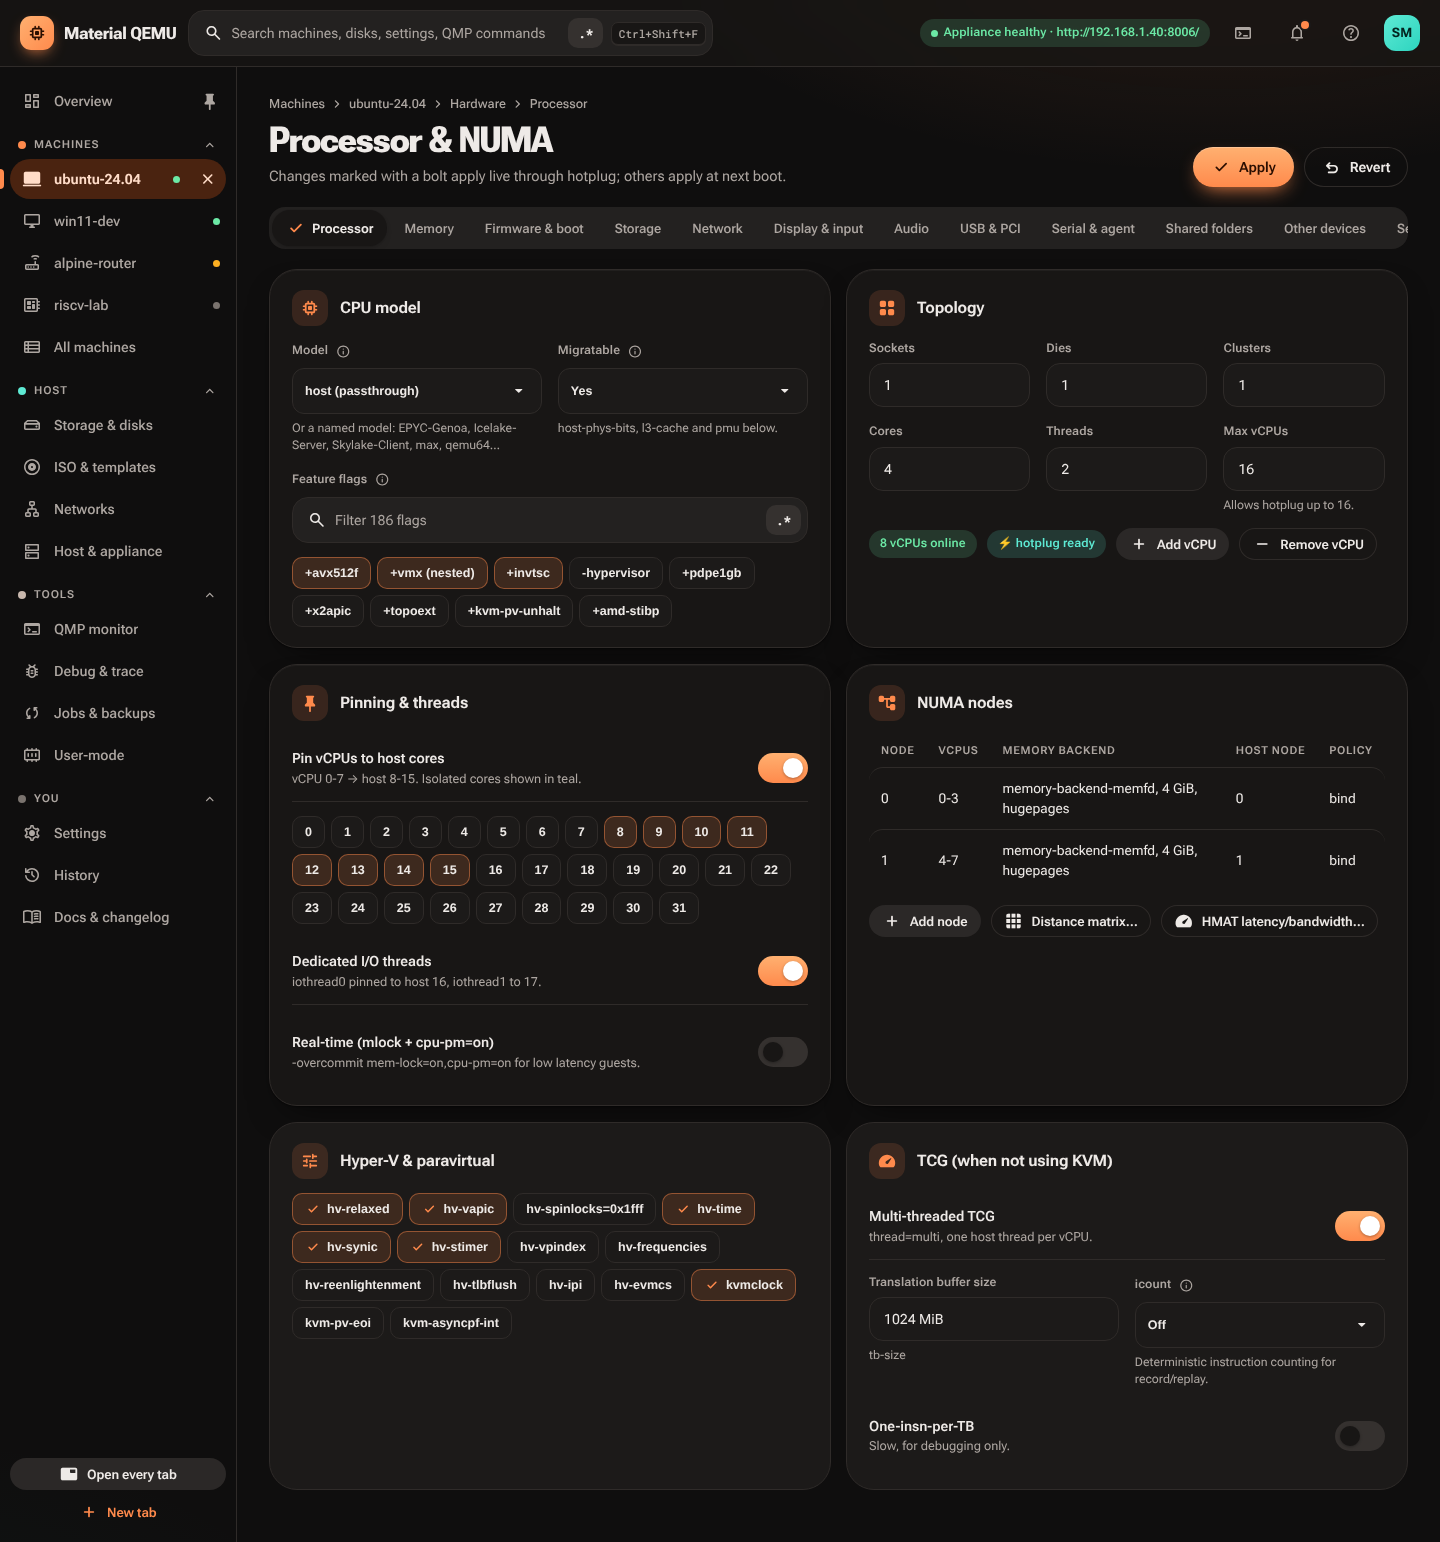 Material QEMU
Search machines, disks, settings, QMP commands
.*
Ctrl+Shift+F
Appliance healthy · http://192.168.1.40:8006/
SM
Overview
MACHINES
ubuntu-24.04
win11-dev
alpine-router
riscv-lab
All machines
HOST
Storage & disks
ISO & templates
Networks
Host & appliance
TOOLS
QMP monitor
Debug & trace
Jobs & backups
User-mode
YOU
Settings
History
Docs & changelog
Open every tab
New tab
Machines > ubuntu-24.04 > Hardware > Processor
Processor & NUMA
Changes marked with a bolt apply live through hotplug; others apply at next boot.
Apply
Revert
Processor Memory Firmware & boot Storage Network Display & input Audio USB & PCI Serial & agent Shared folders Other devices Se
CPU model
Model
Migratable
host (passthrough)
Yes
Or a named model: EPYC-Genoa, Icelake-
Server, Skylake-Client, max, qemu64...
host-phys-bits, l3-cache and pmu below.
Feature flags
Filter 186 flags
.*
+avx512f +vmx (nested) +invtsc -hypervisor +pdpe1gb
+x2apic +topoext +kvm-pv-unhalt +amd-stibp
Topology
Sockets Dies Clusters
1 1 1
Cores Threads Max vCPUs
4 2 16
Allows hotplug up to 16.
8 vCPUs online
⚡ hotplug ready
Add vCPU
Remove vCPU
Pinning & threads
Pin vCPUs to host cores
vCPU 0-7 → host 8-15. Isolated cores shown in teal.
0 1 2 3 4 5 6 7 8 9 10 11
12 13 14 15 16 17 18 19 20 21 22
23 24 25 26 27 28 29 30 31
Dedicated I/O threads
iothread0 pinned to host 16, iothread1 to 17.
Real-time (mlock + cpu-pm=on)
-overcommit mem-lock=on,cpu-pm=on for low latency guests.
NUMA nodes
NODE VCPUS MEMORY BACKEND HOST NODE POLICY
0 0-3 memory-backend-memfd, 4 GiB, hugepages 0 bind
1 4-7 memory-backend-memfd, 4 GiB, hugepages 1 bind
Add node
Distance matrix...
HMAT latency/bandwidth...
Hyper-V & paravirtual
hv-relaxed hv-vapic hv-spinlocks=0x1fff hv-time
hv-synic hv-stimer hv-vpindex hv-frequencies
hv-reenlightenment hv-tlbflush hv-ipi hv-evmcs kvmclock
kvm-pv-eoi kvm-asyncpf-int
TCG (when not using KVM)
Multi-threaded TCG
thread=multi, one host thread per vCPU.
Translation buffer size
icount
1024 MiB
Off
tb-size
Deterministic instruction counting for
record/replay.
One-insn-per-TB
Slow, for debugging only.